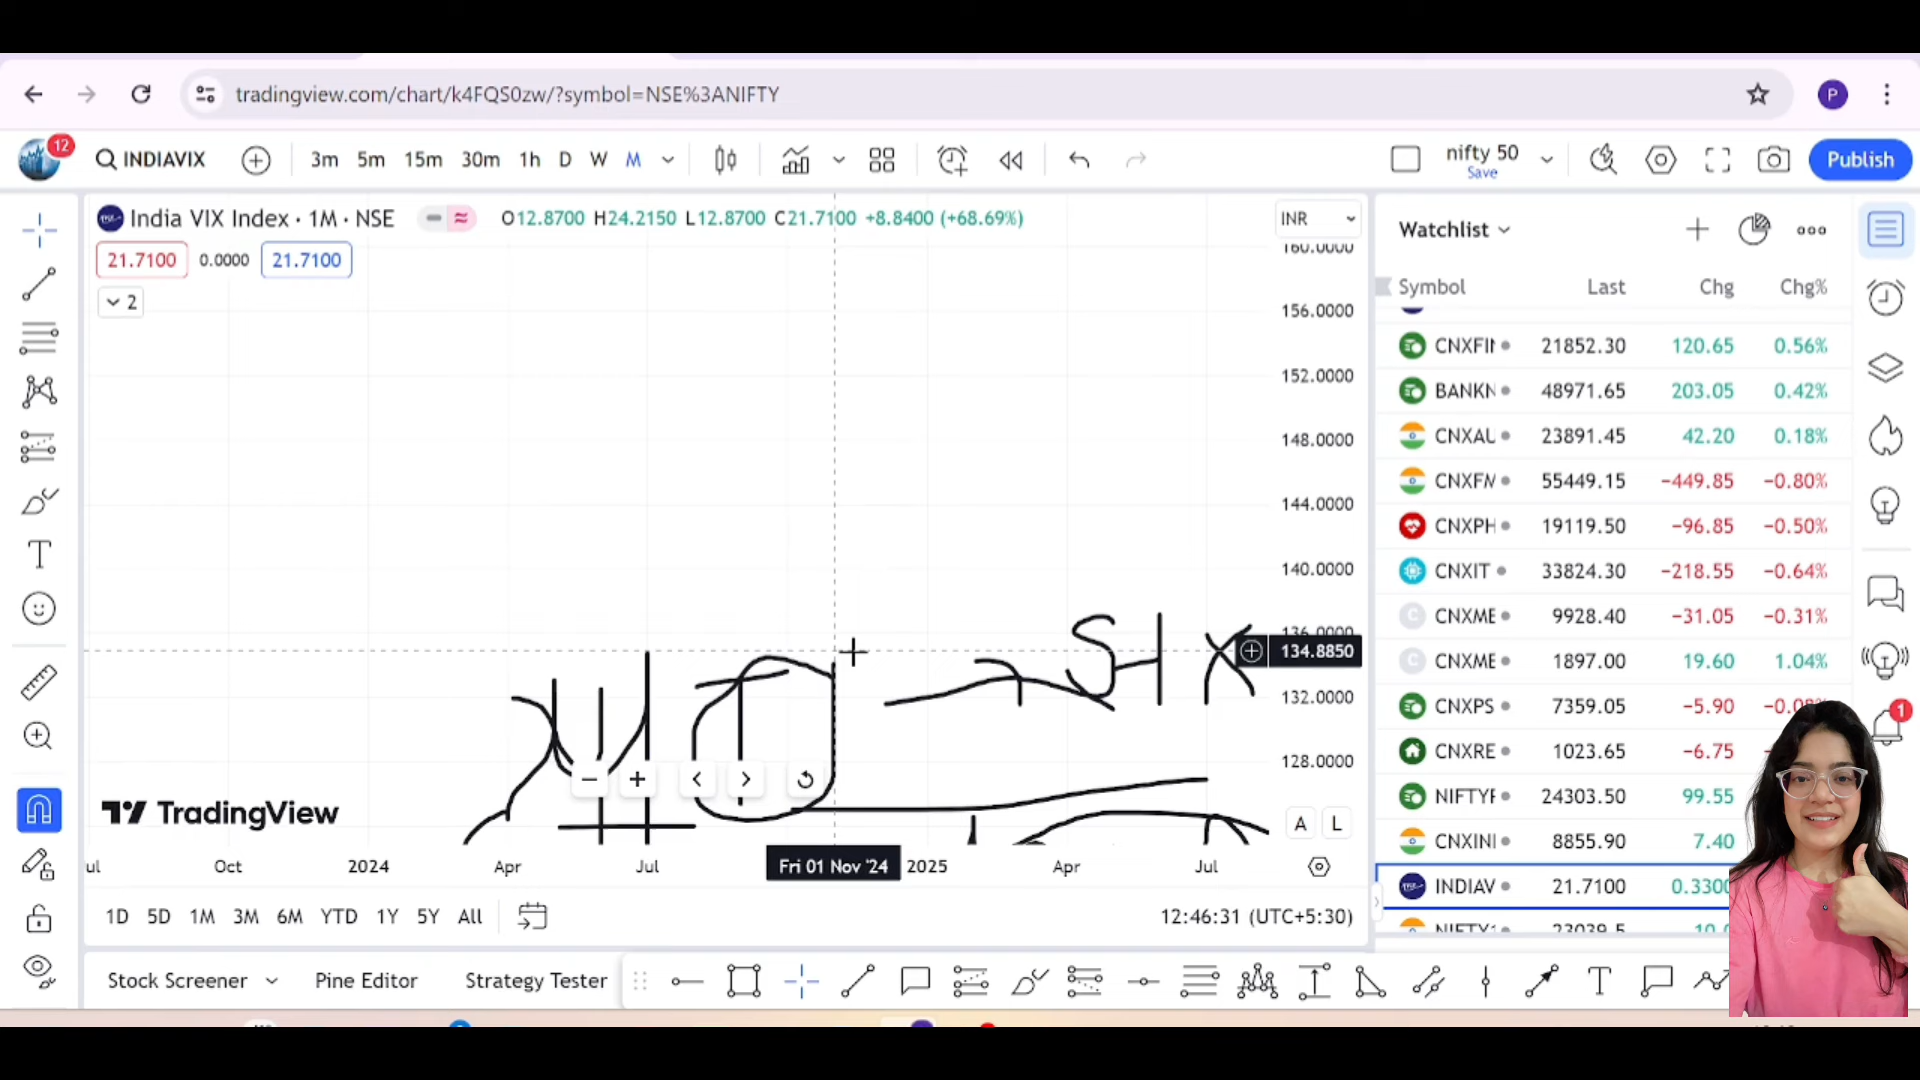 tradingview.com/chart/k4FQS0zw/?symbol=NSE%3ANIFTY
P
12
INDIAVIX
3m 5m 15m 30m 1h D W M
nifty 50
Save
Publish
India VIX Index · 1M · NSE
O12.8700 H24.2150 L12.8700 C21.7100 +8.8400 (+68.69%)
INR
21.7100 0.0000 21.7100
2
160.0000
156.0000
152.0000
148.0000
144.0000
140.0000
136.0000
134.8850
132.0000
128.0000
TradingView
A L
Oct 2024 Apr Jul Fri 01 Nov '24 2025 Apr Jul
1D 5D 1M 3M 6M YTD 1Y 5Y All
12:46:31 (UTC+5:30)
Stock Screener Pine Editor Strategy Tester
Watchlist
Symbol Last Chg Chg%
CNXFI 21852.30 120.65 0.56%
BANKN 48971.65 203.05 0.42%
CNXAU 23891.45 42.20 0.18%
CNXFM 55449.15 −449.85 −0.80%
CNXPH 19119.50 −96.85 −0.50%
CNXIT 33824.30 −218.55 −0.64%
CNXME 9928.40 −31.05 −0.31%
CNXME 1897.00 19.60 1.04%
CNXPS 7359.05 −5.90
CNXRE 1023.65 −6.75
NIFTYF 24303.50 99.55
CNXINI 8855.90 7.40
INDIAV 21.7100 0.3300
1